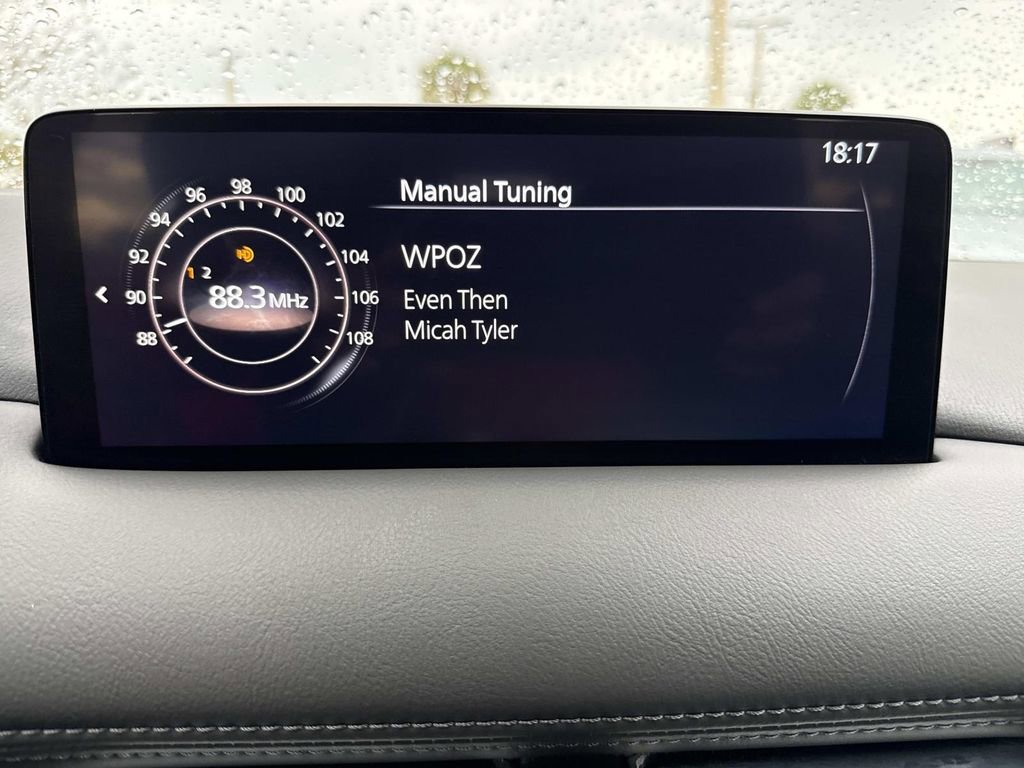 18:17
Manual Tuning
96 98 100
94 102
92 104
90 106
88 108
HD
1 2
88.3 MHz
WPOZ
Even Then
Micah Tyler